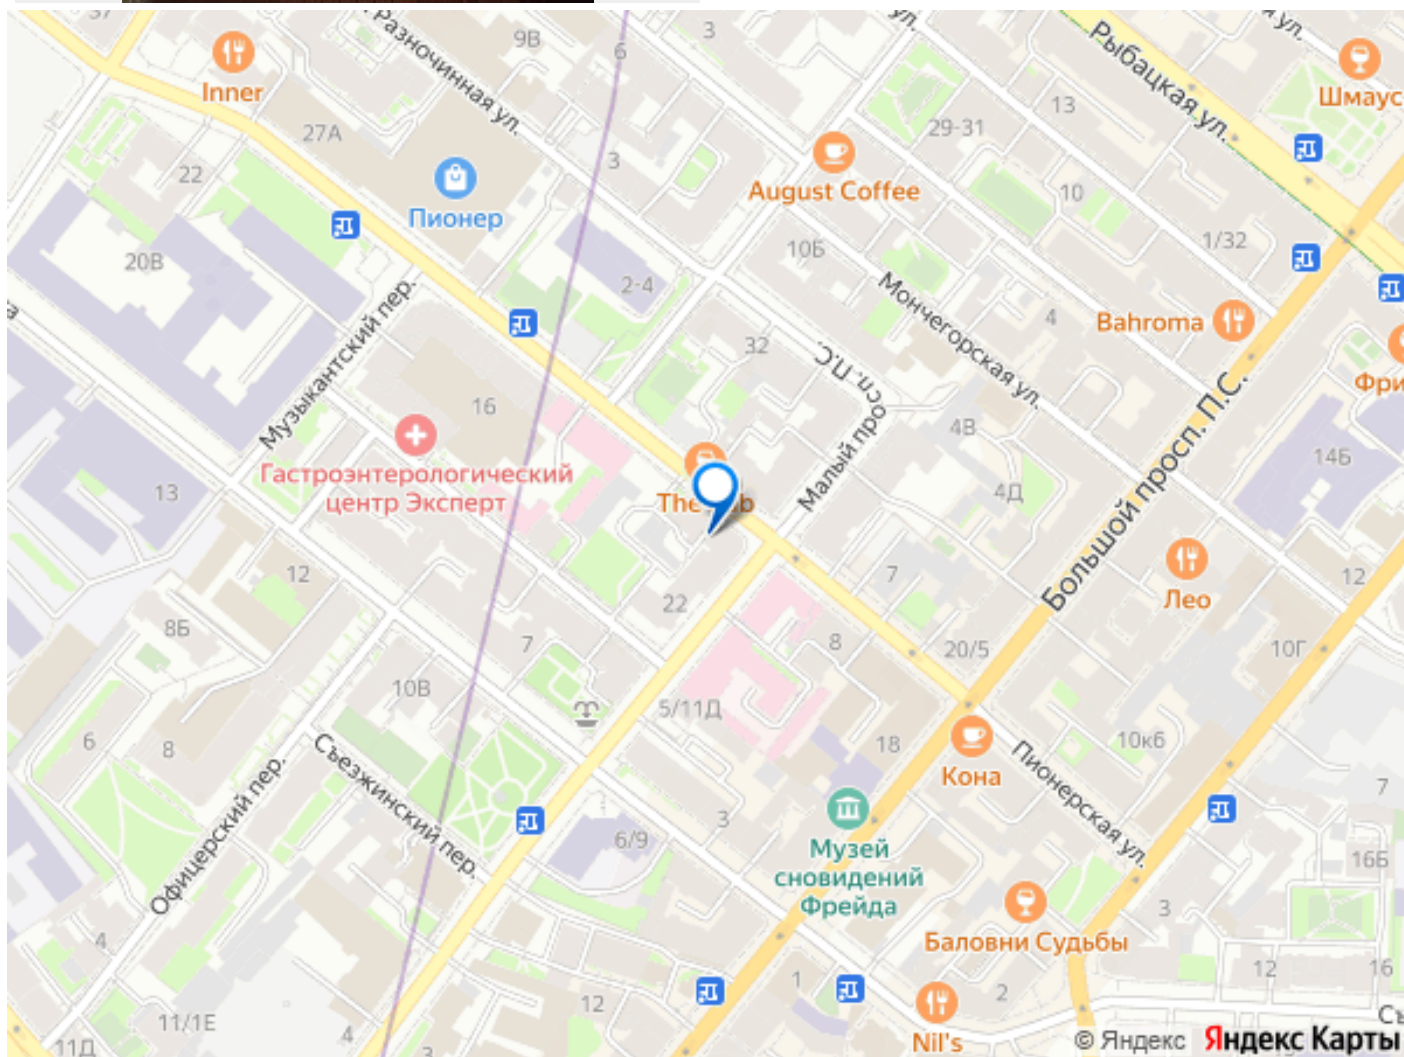 37
Разночинная ул.
9В
6
3
ул.
Рыбацкая ул.
ул.
Inner
27А
Шмаус
13
29-31
3
22
August Coffee
10
Пионер
1/32
20В
10Б
2-4
Мончегорская ул.
4
Bahroma
Музыкантский пер.
32
просп. П.С.
Фри
16
Малый
4В
Большой просп. П.С.
14Б
Гастроэнтерологический
центр Эксперт
13
4Д
12
7
12
Лео
22
8Б
7
8
20/5
10Г
10В
5/11Д
6
8
Съезжинский пер.
18
Кона
Пионерская ул.
10к6
7
Офицерский пер.
3
6/9
Музей
сновидений
Фрейда
16Б
3
4
Баловни Судьбы
12
16
1
2
12
11/1Е
4
Nil's
11Д
3
© Яндекс Яндекс Карты